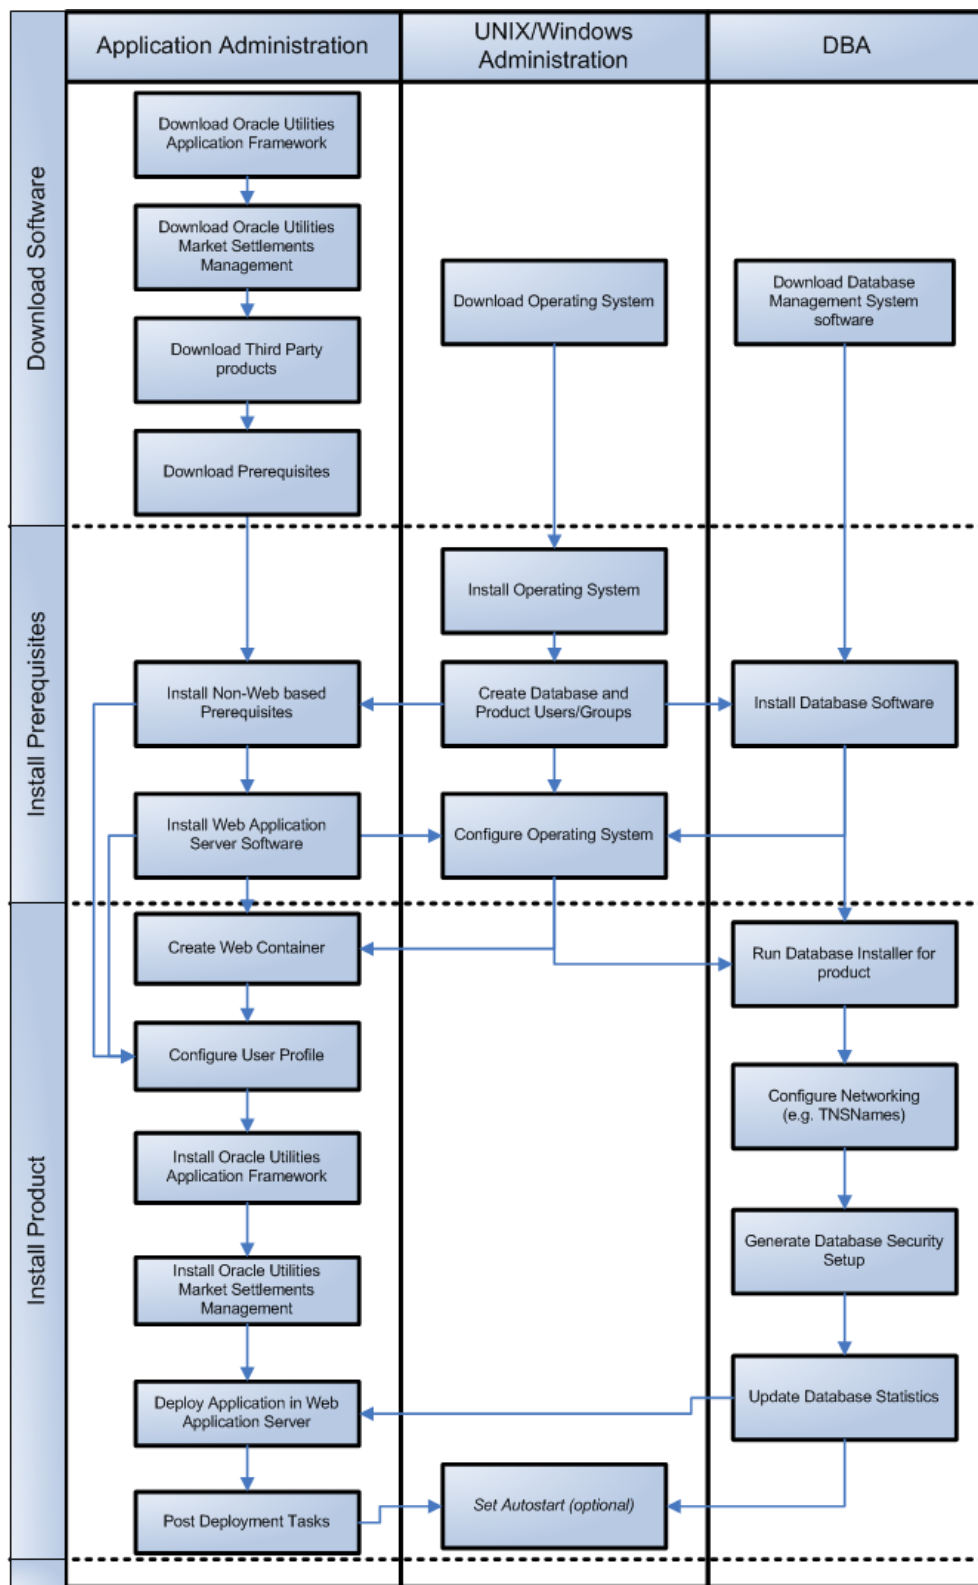 Application Administration
UNIX/Windows
Administration
DBA
Download Software
Download Oracle Utilities
Application Framework
Download Oracle Utilities
Market Settlements
Management
Download Third Party
products
Download Prerequisites
Download Operating System
Download Database
Management System
software
Install Prerequisites
Install Operating System
Install Non-Web based
Prerequisites
Create Database and
Product Users/Groups
Install Database Software
Install Web Application
Server Software
Configure Operating System
Install Product
Create Web Container
Run Database Installer for
product
Configure User Profile
Configure Networking
(e.g. TNSNames)
Install Oracle Utilities
Application Framework
Generate Database Security
Setup
Install Oracle Utilities
Market Settlements
Management
Deploy Application in Web
Application Server
Update Database Statistics
Post Deployment Tasks
Set Autostart (optional)